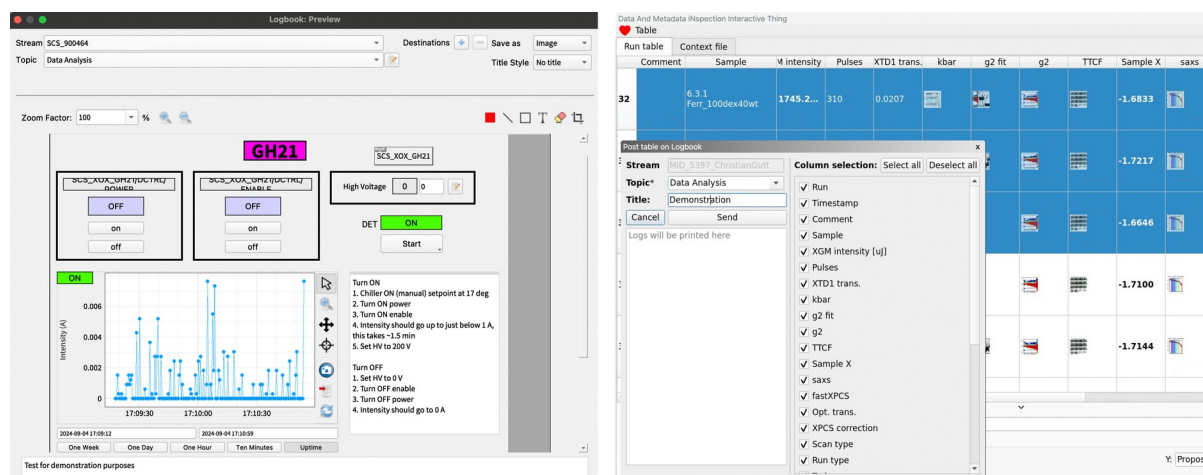 Logbook: Preview
Stream SCS_900464
Destinations + − Save as Image
Topic Data Analysis
Title Style No title
Zoom Factor: 100 %
GH21
SCS_XOX_GH21
SCS_XOX_GH21/DCTRL/
POWER
OFF
on
off
SCS_XOX_GH21/DCTRL/
ENABLE
OFF
on
off
High Voltage 0 0
DET ON
Start
ON
Intensity (A)
0.006
0.004
0.002
0
17:09:30 17:10:00 17:10:30
2024-09-04 17:09:12 2024-09-04 17:10:59
One Week One Day One Hour Ten Minutes Uptime
Turn ON
1. Chiller ON (manual) setpoint at 17 deg
2. Turn ON power
3. Turn ON enable
4. Intensity should go up to just below 1 A,
this takes ~1.5 min
5. Set HV to 200 V
Turn OFF
1. Set HV to 0 V
2. Turn OFF enable
3. Turn OFF power
4. Intensity should go to 0 A
Test for demonstration purposes
Data And Metadata iNspection Interactive Thing
Table
Run table Context file
Comment Sample intensity Pulses XTD1 trans. kbar g2 fit g2 TTCF Sample X saxs
32 6.3.1 1745.2... 310 0.0207 -1.6833
Ferr_100dex40wt
-1.7217
-1.6646
-1.7100
-1.7144
Post table on Logbook x
Stream MID_5397_ChristianGutt
Topic* Data Analysis
Title: Demonstration
Cancel Send
Logs will be printed here
Column selection: Select all Deselect all
Run
Timestamp
Comment
Sample
XGM intensity [uJ]
Pulses
XTD1 trans.
kbar
g2 fit
g2
TTCF
Sample X
saxs
fastXPCS
Opt. trans.
XPCS correction
Scan type
Run type
Y: Propos